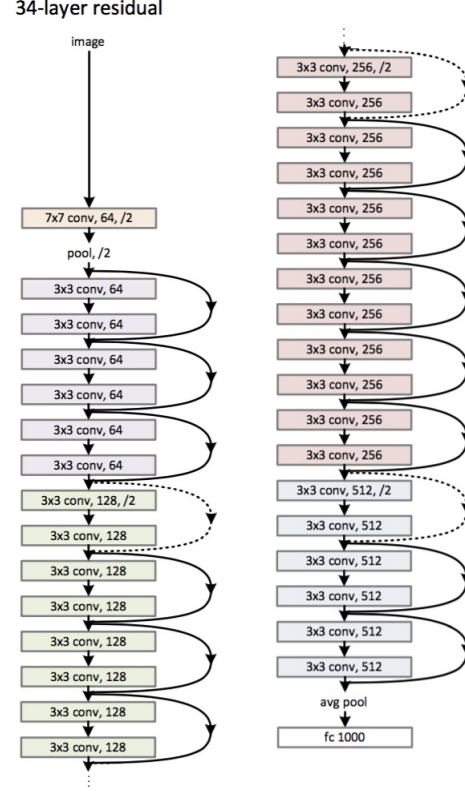 34-layer residual
image
7x7 conv, 64, /2
pool, /2
3x3 conv, 64
3x3 conv, 64
3x3 conv, 64
3x3 conv, 64
3x3 conv, 64
3x3 conv, 64
3x3 conv, 128, /2
3x3 conv, 128
3x3 conv, 128
3x3 conv, 128
3x3 conv, 128
3x3 conv, 128
3x3 conv, 128
3x3 conv, 128
3x3 conv, 256, /2
3x3 conv, 256
3x3 conv, 256
3x3 conv, 256
3x3 conv, 256
3x3 conv, 256
3x3 conv, 256
3x3 conv, 256
3x3 conv, 256
3x3 conv, 256
3x3 conv, 256
3x3 conv, 256
3x3 conv, 512, /2
3x3 conv, 512
3x3 conv, 512
3x3 conv, 512
3x3 conv, 512
3x3 conv, 512
avg pool
fc 1000